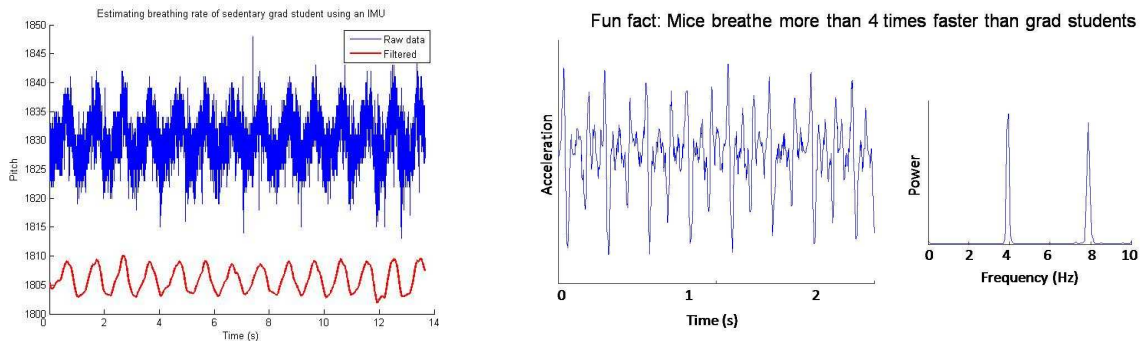 Estimating breathing rate of sedentary grad student using an IMU
1850
1845
1840
1835
1830
1825
1820
1815
1810
1805
1800
Pitch
Raw data
Filtered
0
2
4
6
8
10
12
14
Time (s)
Fun fact: Mice breathe more than 4 times faster than grad students
Acceleration
0
1
2
Time (s)
Power
0
2
4
6
8
10
Frequency (Hz)